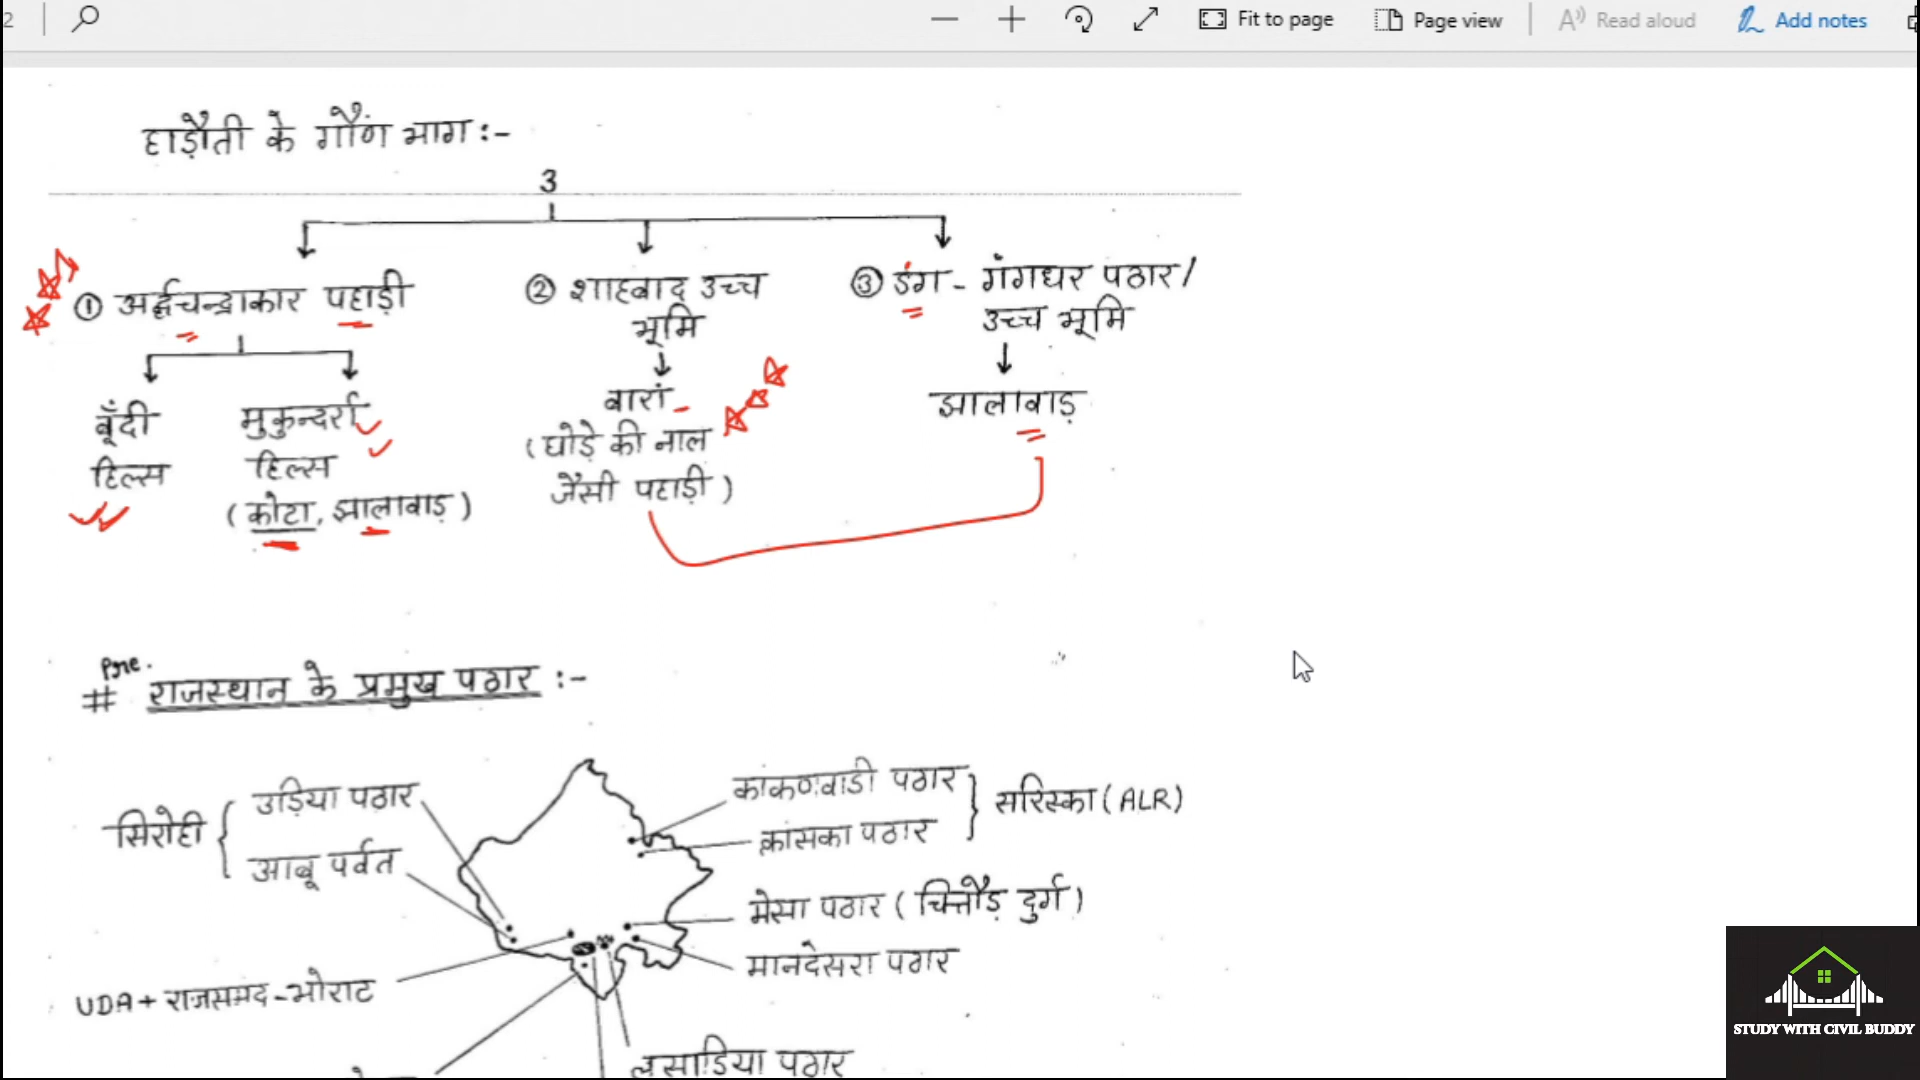 2
Fit to page
Page view
Read aloud
Add notes
हाड़ौती के गौण भाग :-
3
① अर्द्धचन्द्राकार पहाड़ी
② शाहबाद उच्च
भूमि
③ डंग - गंगधर पठार /
उच्च भूमि
बूँदी
हिल्स
मुकुन्दर्रा
हिल्स
(कोटा, झालावाड़)
बारां
(घोड़े की नाल
जैसी पहाड़ी)
झालावाड़
Pre.
# राजस्थान के प्रमुख पठार :-
सिरोही
उड़िया पठार
आबू पर्वत
कांकणवाडी पठार
क्रासका पठार
सरिस्का (ALR)
मेसा पठार (चित्तौड़ दुर्ग)
मानदेसरा पठार
UDA + राजसमद - भोराट
लसाडिया पठार
STUDY WITH CIVIL BUDDY